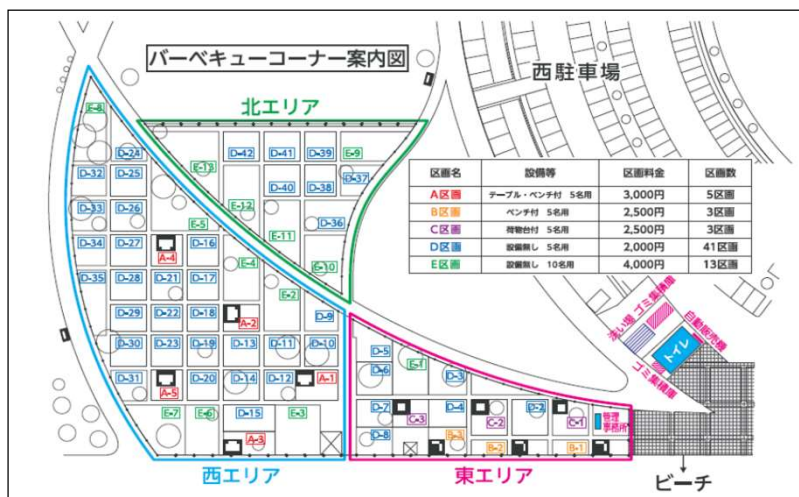 バーベキューコーナー案内図
西駐車場
北エリア
区画名 設備等 区画料金 区画数
A区画 テーブル・ベンチ付 5名用 3,000円 5区画
B区画 ベンチ付 5名用 2,500円 3区画
C区画 荷物台付 5名用 2,500円 3区画
D区画 設備無し 5名用 2,000円 41区画
E区画 設備無し 10名用 4,000円 13区画
E-8
D-24
D-32 D-25
D-33 D-26
E-5
D-34 D-27 D-16
A-4
E-4
D-35 D-28 D-21 D-17
E-2
D-29 D-22 D-18 D-9
A-2
D-30 D-23 D-19 D-13 D-11 D-10
D-31 D-20 D-14 D-12 A-1
A-5
E-7 E-6 D-15 E-3
A-3
D-42 D-41 D-39 E-9
E-13
D-40 D-38 D-37
E-12
D-36
E-11
E-10
D-5
E-1
D-6 D-3
D-7 D-4 D-2
C-3 C-2 C-1
D-8 B-3
B-2 B-1
管理
事務所
洗い場
ゴミ集積庫
自動販売機
トイレ
ゴミ集積庫
西エリア
東エリア
ビーチ